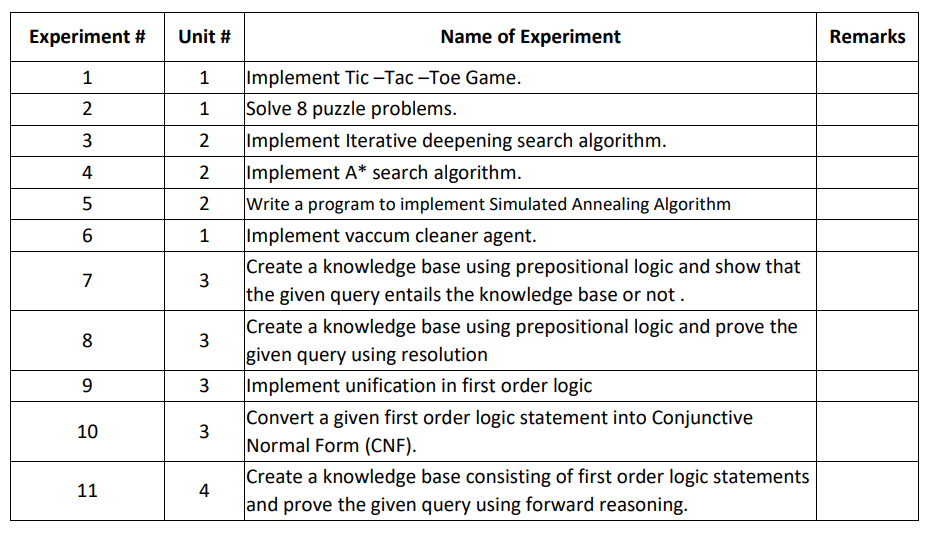 Experiment # Unit # Name of Experiment Remarks
1 1 Implement Tic –Tac –Toe Game.
2 1 Solve 8 puzzle problems.
3 2 Implement Iterative deepening search algorithm.
4 2 Implement A* search algorithm.
5 2 Write a program to implement Simulated Annealing Algorithm
6 1 Implement vaccum cleaner agent.
7 3 Create a knowledge base using prepositional logic and show that
the given query entails the knowledge base or not .
8 3 Create a knowledge base using prepositional logic and prove the
given query using resolution
9 3 Implement unification in first order logic
10 3 Convert a given first order logic statement into Conjunctive
Normal Form (CNF).
11 4 Create a knowledge base consisting of first order logic statements
and prove the given query using forward reasoning.